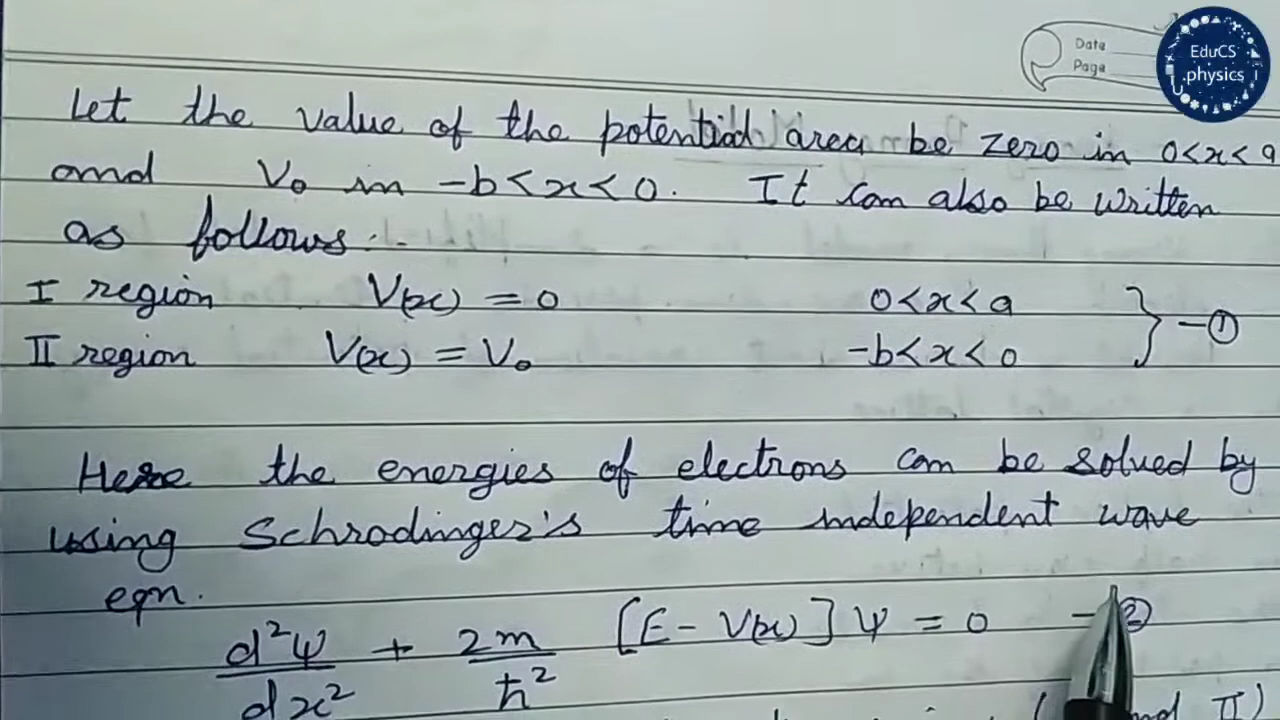 Date
Page
EduCS
.physics
Let the value of the potential area be zero in 0<x<a
and V₀ in -b<x<0. It can also be written
as follows:.
I region V(x) = 0 0<x<a
II region V(x) = V₀ -b<x<0 } -①
Here the energies of electrons can be solved by
using Schrodinger's time independent wave
eqn.
d²ψ/dx² + 2m/ħ² [E - V(x)] ψ = 0 -②
II)